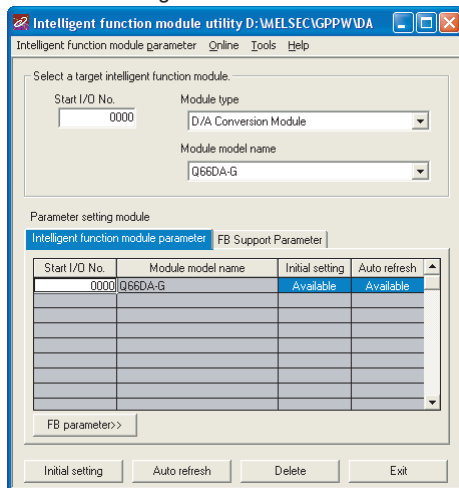 Intelligent function module utility D:\MELSEC\GPPW\DA
Intelligent function module parameter Online Tools Help
Select a target intelligent function module.
Start I/O No. Module type
0000 D/A Conversion Module
Module model name
Q66DA-G
Parameter setting module
Intelligent function module parameter FB Support Parameter
Start I/O No. Module model name Initial setting Auto refresh
0000 Q66DA-G Available Available
FB parameter>>
Initial setting Auto refresh Delete Exit